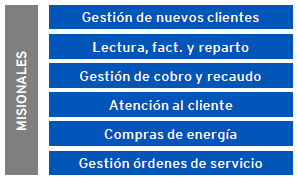 MISIONALES
Gestión de nuevos clientes
Lectura, fact. y reparto
Gestión de cobro y recaudo
Atención al cliente
Compras de energía
Gestión órdenes de servicio